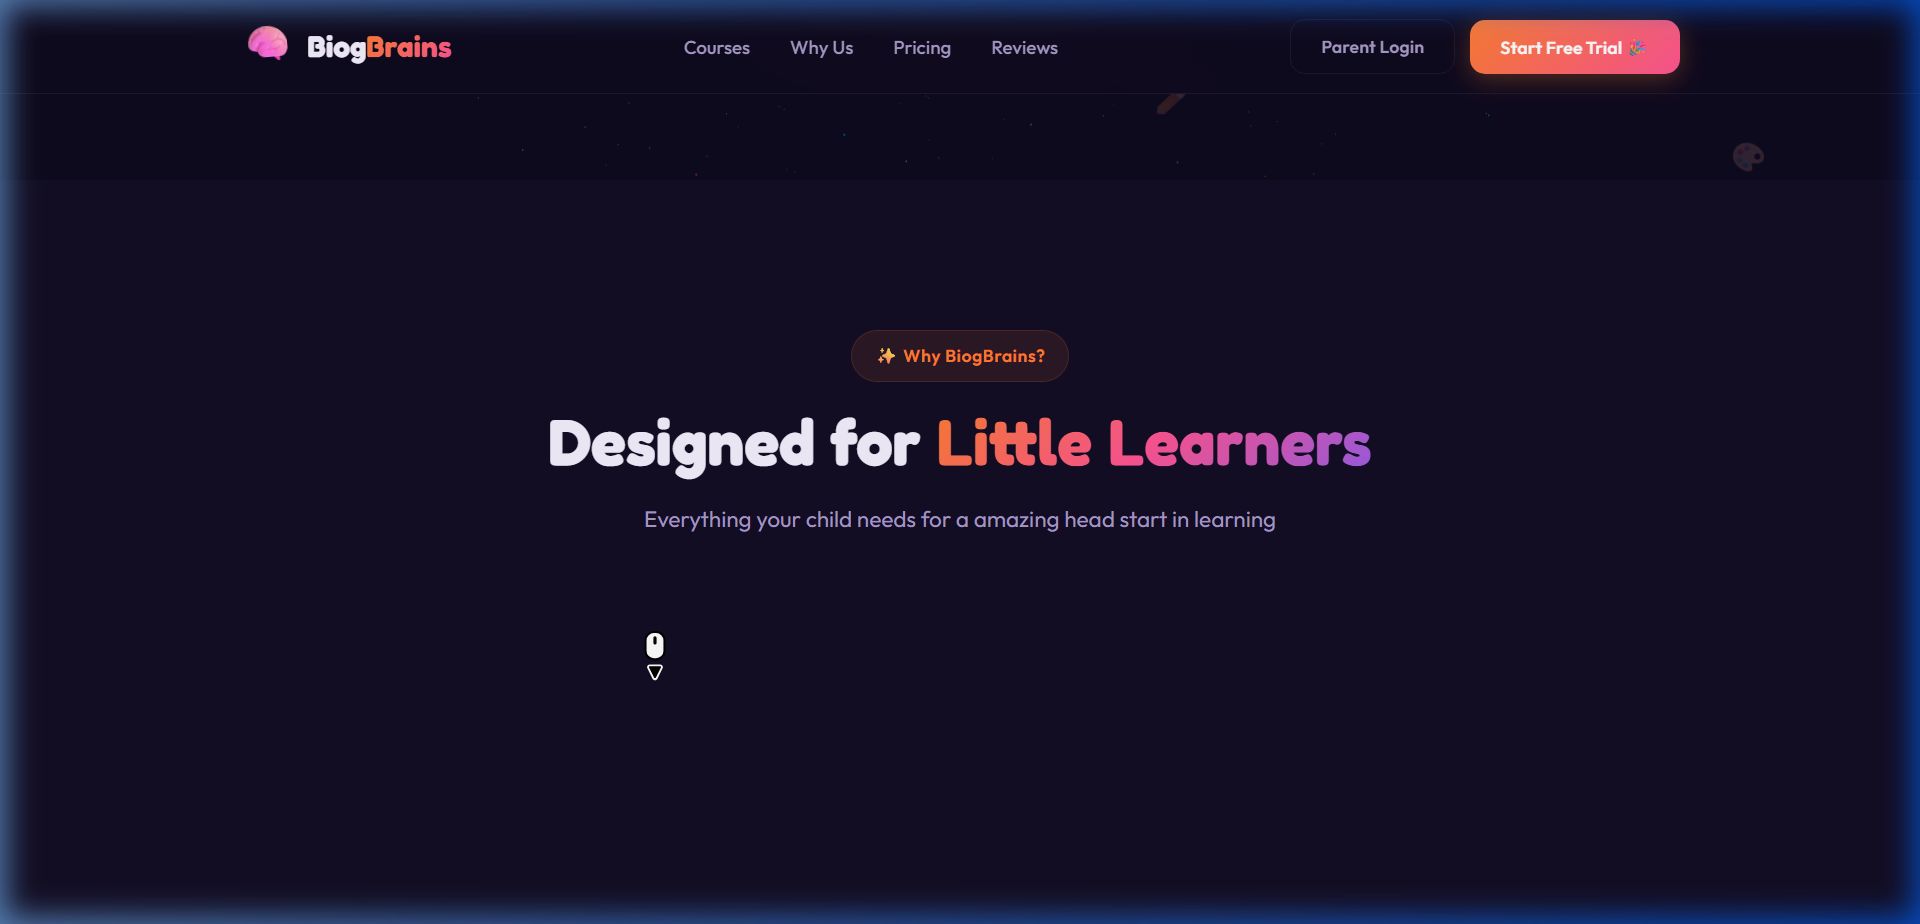 BiogBrains
Courses
Why Us
Pricing
Reviews
Parent Login
Start Free Trial 🎉
✨ Why BiogBrains?
Designed for Little Learners
Everything your child needs for a amazing head start in learning